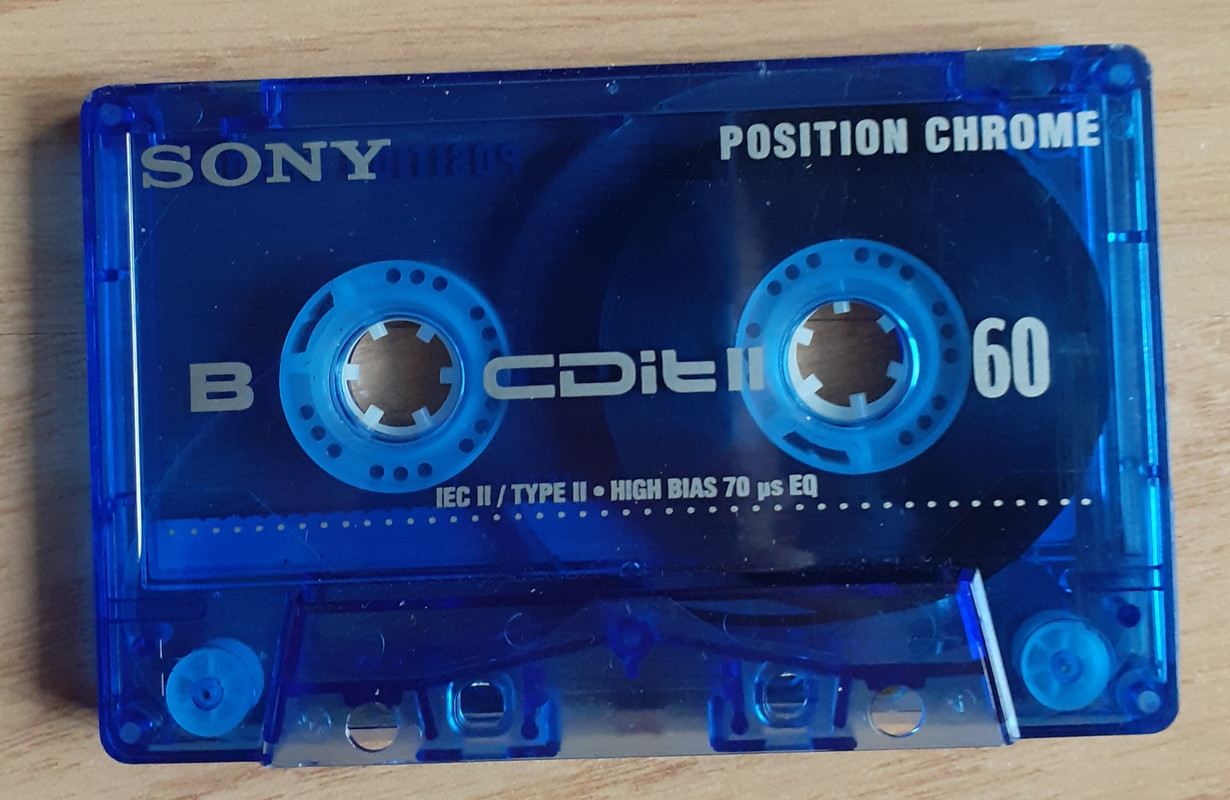 SONY
POSITION CHROME
B
CDit II
60
IEC II / TYPE II • HIGH BIAS 70 µs EQ